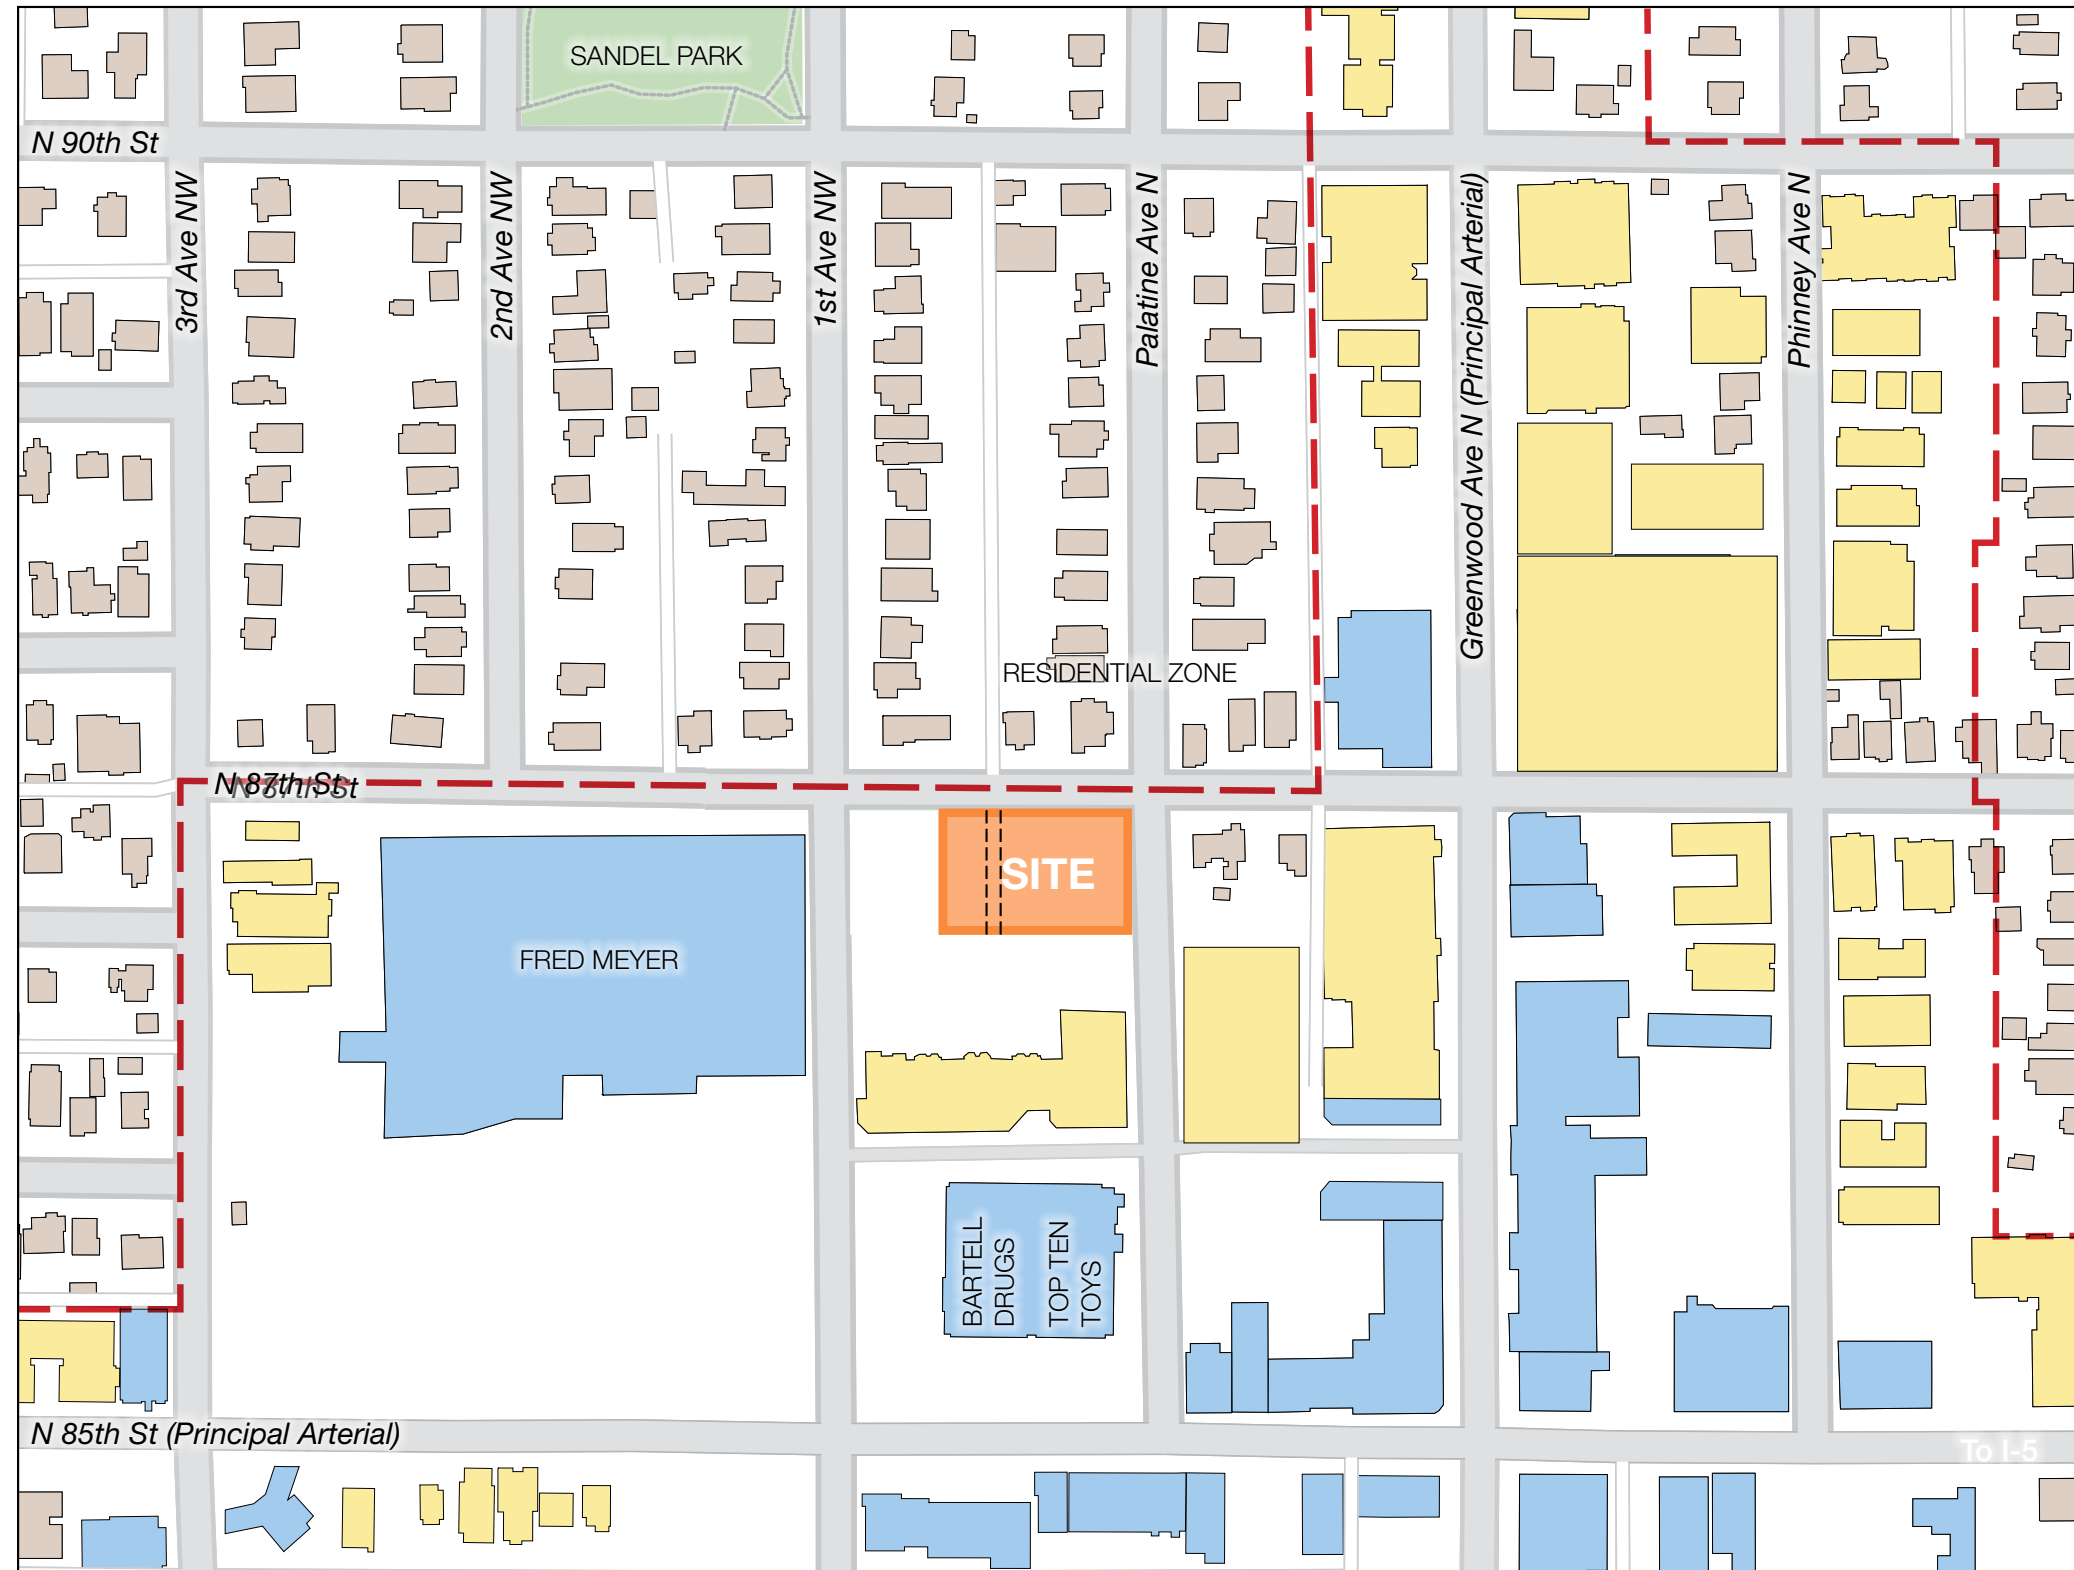 SANDEL PARK
N 90th St
3rd Ave NW
2nd Ave NW
1st Ave NW
Palatine Ave N
Greenwood Ave N (Principal Arterial)
Phinney Ave N
RESIDENTIAL ZONE
N 87th St
N 87th St
SITE
FRED MEYER
BARTELL
DRUGS
TOP TEN
TOYS
N 85th St (Principal Arterial)
To I-5